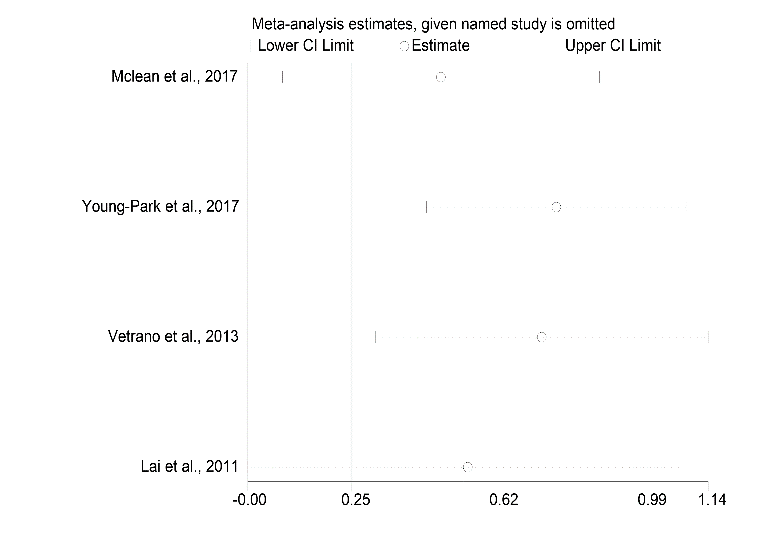 Meta-analysis estimates, given named study is omitted
Lower CI Limit Estimate Upper CI Limit
Mclean et al., 2017
Young-Park et al., 2017
Vetrano et al., 2013
Lai et al., 2011
-0.00 0.25 0.62 0.99 1.14